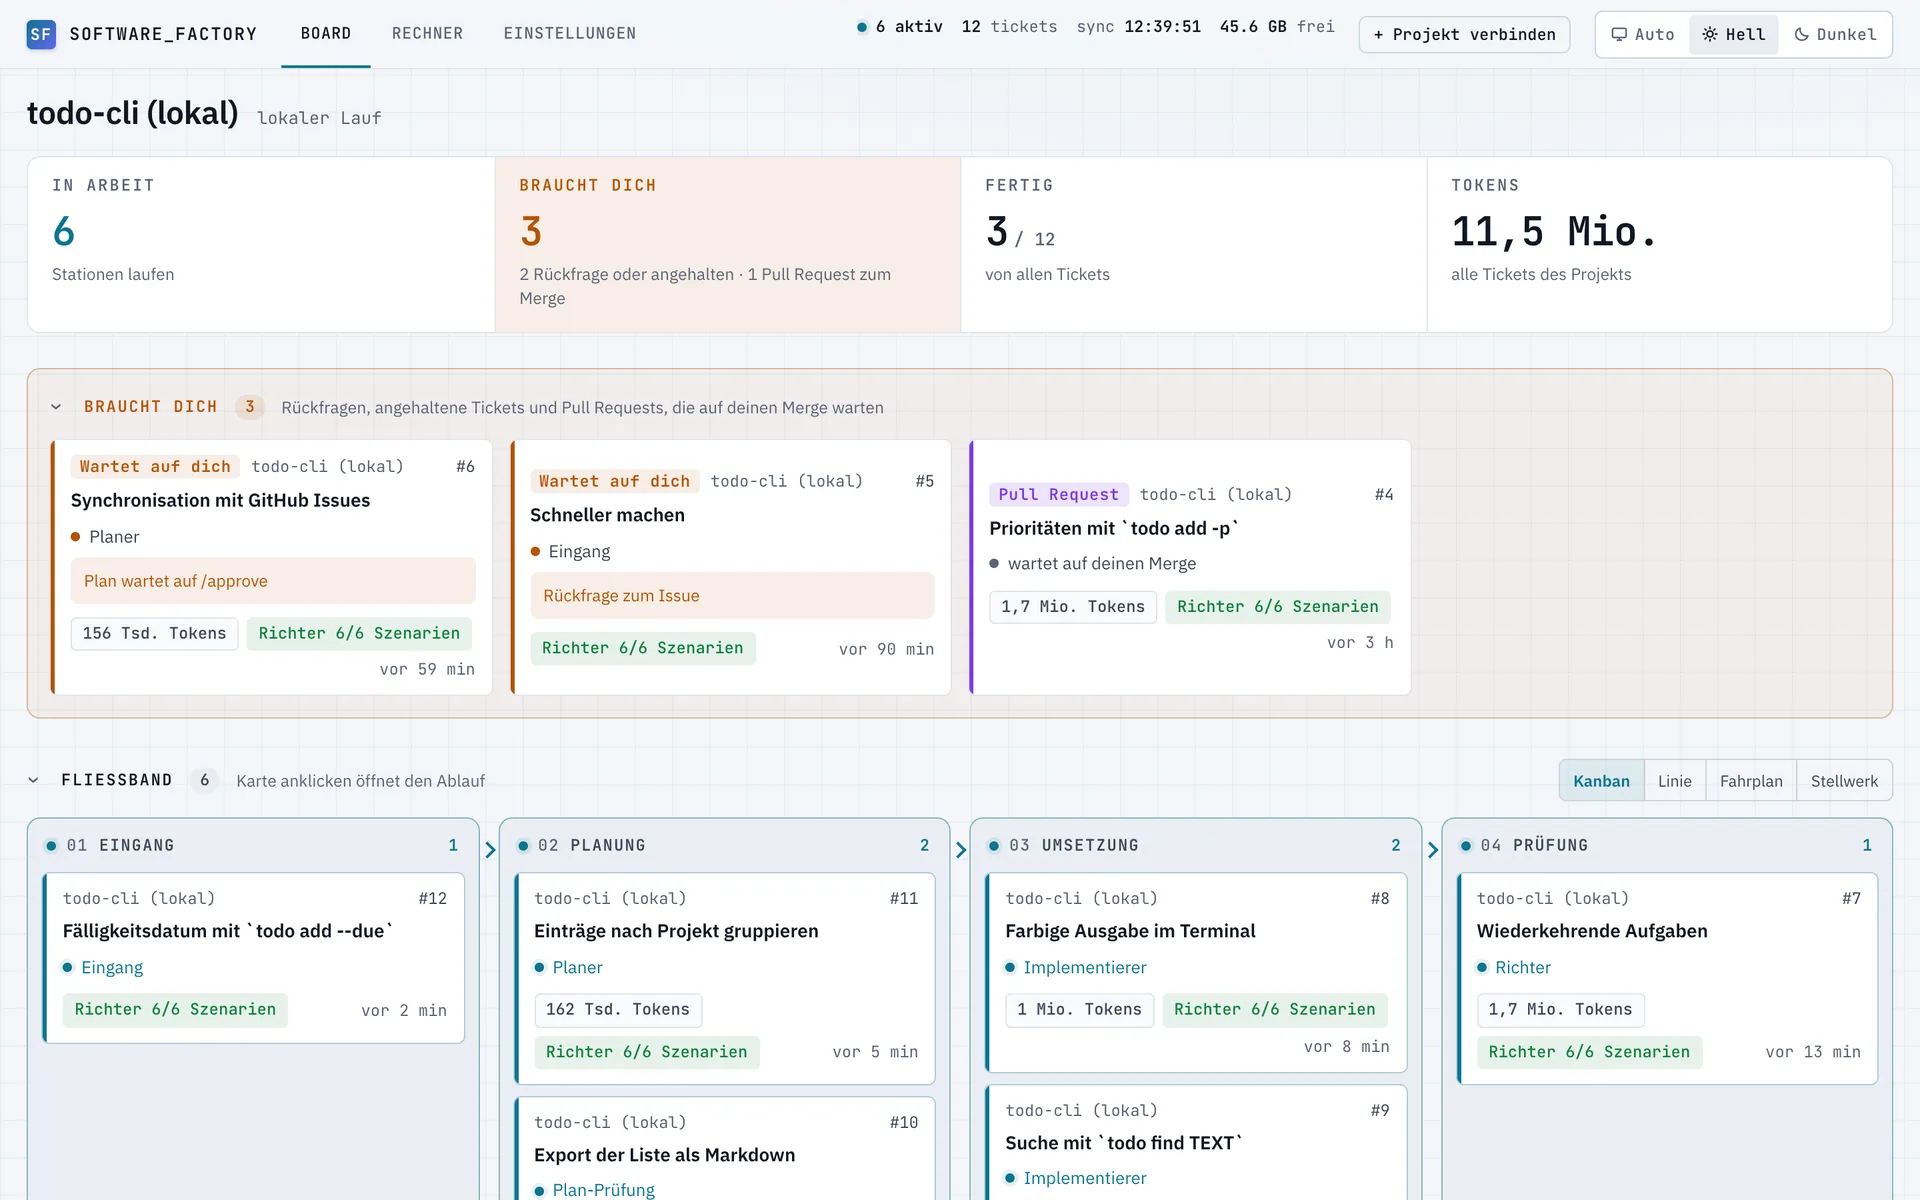 SF SOFTWARE_FACTORY BOARD RECHNER EINSTELLUNGEN 6 aktiv 12 tickets sync 12:39:51 45.6 GB frei + Projekt verbinden Auto Hell Dunkel
todo-cli (lokal) lokaler Lauf
IN ARBEIT
6
Stationen laufen
BRAUCHT DICH
3
2 Rückfrage oder angehalten · 1 Pull Request zum
Merge
FERTIG
3 / 12
von allen Tickets
TOKENS
11,5 Mio.
alle Tickets des Projekts
BRAUCHT DICH 3 Rückfragen, angehaltene Tickets und Pull Requests, die auf deinen Merge warten
Wartet auf dich todo-cli (lokal) #6
Synchronisation mit GitHub Issues
Planer
Plan wartet auf /approve
156 Tsd. Tokens Richter 6/6 Szenarien
vor 59 min
Wartet auf dich todo-cli (lokal) #5
Schneller machen
Eingang
Rückfrage zum Issue
Richter 6/6 Szenarien vor 90 min
Pull Request todo-cli (lokal) #4
Prioritäten mit `todo add -p`
wartet auf deinen Merge
1,7 Mio. Tokens Richter 6/6 Szenarien
vor 3 h
FLIESSBAND 6 Karte anklicken öffnet den Ablauf Kanban Linie Fahrplan Stellwerk
01 EINGANG 1
todo-cli (lokal) #12
Fälligkeitsdatum mit `todo add --due`
Eingang
Richter 6/6 Szenarien vor 2 min
02 PLANUNG 2
todo-cli (lokal) #11
Einträge nach Projekt gruppieren
Planer
162 Tsd. Tokens
Richter 6/6 Szenarien vor 5 min
todo-cli (lokal) #10
Export der Liste als Markdown
Plan-Prüfung
03 UMSETZUNG 2
todo-cli (lokal) #8
Farbige Ausgabe im Terminal
Implementierer
1 Mio. Tokens Richter 6/6 Szenarien
vor 8 min
todo-cli (lokal) #9
Suche mit `todo find TEXT`
Implementierer
04 PRÜFUNG 1
todo-cli (lokal) #7
Wiederkehrende Aufgaben
Richter
1,7 Mio. Tokens
Richter 6/6 Szenarien vor 13 min